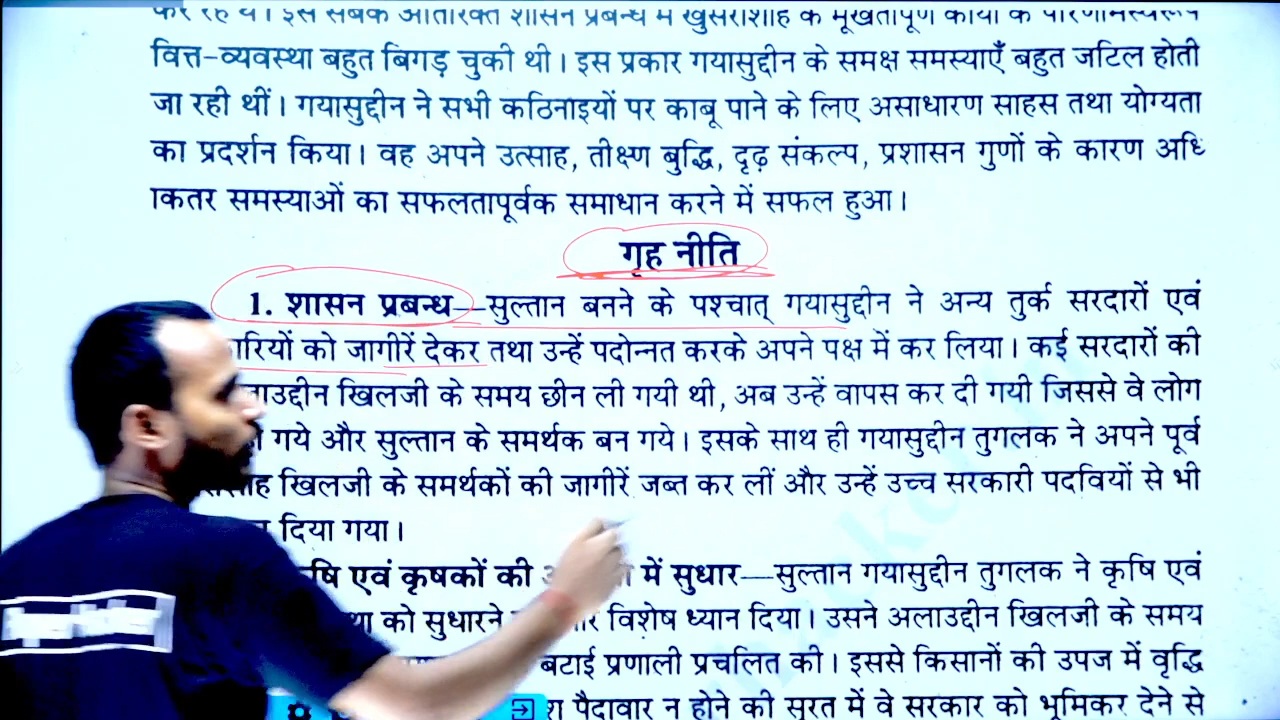 वित्त-व्यवस्था बहुत बिगड़ चुकी थी। इस प्रकार गयासुद्दीन के समक्ष समस्याएँ बहुत जटिल होती
जा रही थीं। गयासुद्दीन ने सभी कठिनाइयों पर काबू पाने के लिए असाधारण साहस तथा योग्यता
का प्रदर्शन किया। वह अपने उत्साह, तीक्ष्ण बुद्धि, दृढ़ संकल्प, प्रशासन गुणों के कारण अधि
ाकतर समस्याओं का सफलतापूर्वक समाधान करने में सफल हुआ।
गृह नीति
1. शासन प्रबन्ध—सुल्तान बनने के पश्चात् गयासुद्दीन ने अन्य तुर्क सरदारों एवं
को जागीरें देकर तथा उन्हें पदोन्नत करके अपने पक्ष में कर लिया। कई सरदारों की
खिलजी के समय छीन ली गयी थी, अब उन्हें वापस कर दी गयी जिससे वे लोग
गये और सुल्तान के समर्थक बन गये। इसके साथ ही गयासुद्दीन तुगलक ने अपने पूर्व
खिलजी के समर्थकों की जागीरें जब्त कर लीं और उन्हें उच्च सरकारी पदवियों से भी
दिया गया।
एवं कृषकों की में सुधार—सुल्तान गयासुद्दीन तुगलक ने कृषि एवं
को सुधारने विशेष ध्यान दिया। उसने अलाउद्दीन खिलजी के समय
बटाई प्रणाली प्रचलित की। इससे किसानों की उपज में वृद्धि
पैदावार न होने की सूरत में वे सरकार को भूमिकर देने से